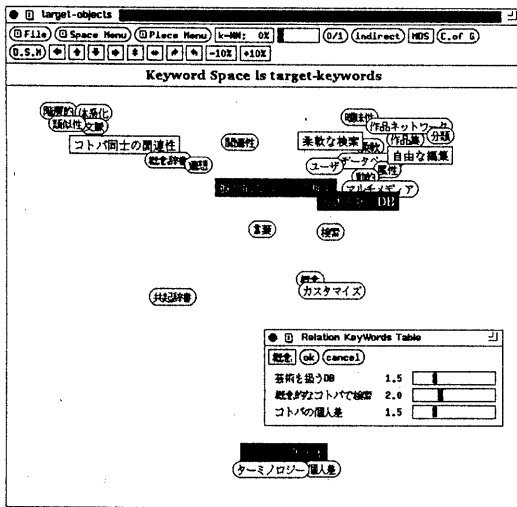 target-objects
File Space Menu Piece Menu k-NN: 0% 0/1 indirect MDS C.of G
D.S.M -10% +10%
Keyword Space is target-keywords
階層的 体系化
類似性 文脈
コトバ同士の関連性
概念辞書 連想
関連性
曖昧性
作品ネットワーク
柔軟な検索 柔軟 作品集 分類
ユーザ データベ 自由な編集
動的 属性
マルチメディア
DB
言葉 検索
概念
カスタマイズ
共起辞書
Relation KeyWords Table
概念 ok cancel
芸術を扱うDB 1.5
概念的なコトバで検索 2.0
コトバの個人差 1.5
ターミノロジー 個人差